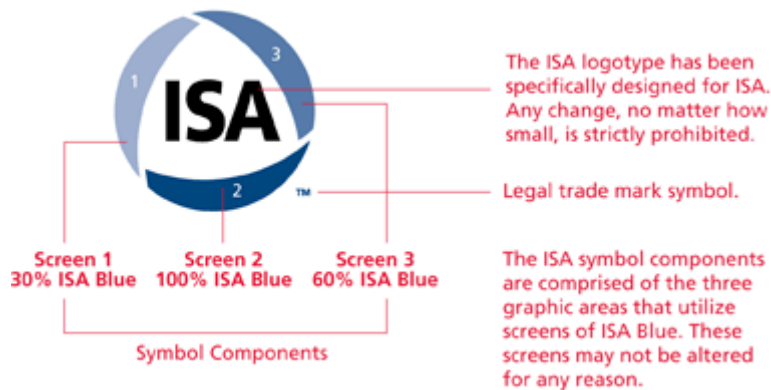 1
3
ISA
2
TM
The ISA logotype has been
specifically designed for ISA.
Any change, no matter how
small, is strictly prohibited.
Legal trade mark symbol.
Screen 1
30% ISA Blue
Screen 2
100% ISA Blue
Screen 3
60% ISA Blue
Symbol Components
The ISA symbol components
are comprised of the three
graphic areas that utilize
screens of ISA Blue. These
screens may not be altered
for any reason.